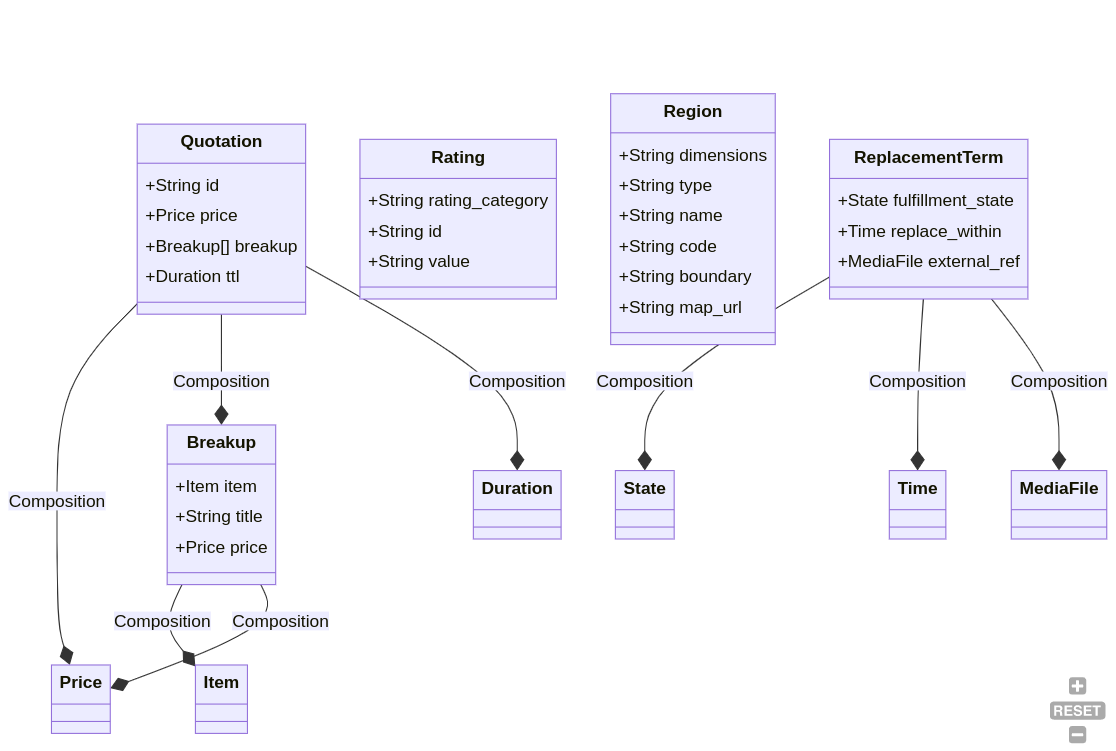 Quotation
+String id
+Price price
+Breakup[] breakup
+Duration ttl
Rating
+String rating_category
+String id
+String value
Region
+String dimensions
+String type
+String name
+String code
+String boundary
+String map_url
ReplacementTerm
+State fulfillment_state
+Time replace_within
+MediaFile external_ref
Composition
Composition
Composition
Composition
Composition
Breakup
+Item item
+String title
+Price price
Duration
State
Time
MediaFile
Composition
Composition
Composition
Price
Item
RESET